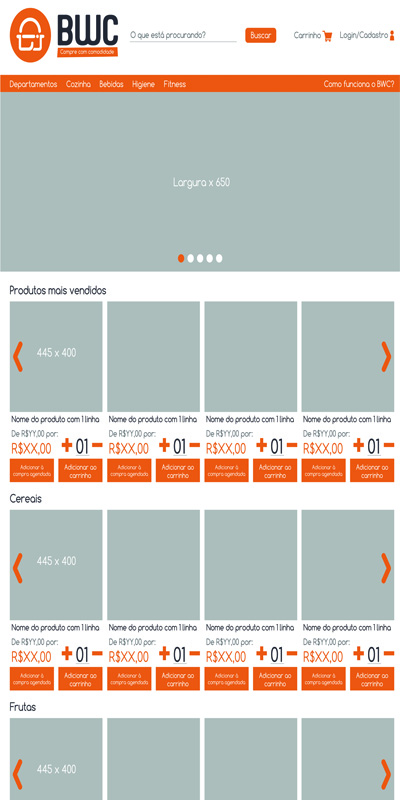 BWC
Compre com comodidade
O que está procurando?
Buscar
Carrinho
Login/Cadastro
Departamentos Cozinha Bebidas Higiene Fitness Como funciona o BWC?
Largura x 650
Produtos mais vendidos
445 x 400
Nome do produto com 1 linha Nome do produto com 1 linha Nome do produto com 1 linha Nome do produto com 1 linha
De R$YY,00 por: De R$YY,00 por: De R$YY,00 por: De R$YY,00 por:
R$XX,00 + 01 − R$XX,00 + 01 − R$XX,00 + 01 − R$XX,00 + 01 −
Adicionar à Adicionar ao Adicionar à Adicionar ao Adicionar à Adicionar ao Adicionar à Adicionar ao
compra agendada carrinho compra agendada carrinho compra agendada carrinho compra agendada carrinho
Cereais
445 x 400
Nome do produto com 1 linha Nome do produto com 1 linha Nome do produto com 1 linha Nome do produto com 1 linha
De R$YY,00 por: De R$YY,00 por: De R$YY,00 por: De R$YY,00 por:
R$XX,00 + 01 − R$XX,00 + 01 − R$XX,00 + 01 − R$XX,00 + 01 −
Adicionar à Adicionar ao Adicionar à Adicionar ao Adicionar à Adicionar ao Adicionar à Adicionar ao
compra agendada carrinho compra agendada carrinho compra agendada carrinho compra agendada carrinho
Frutas
445 x 400